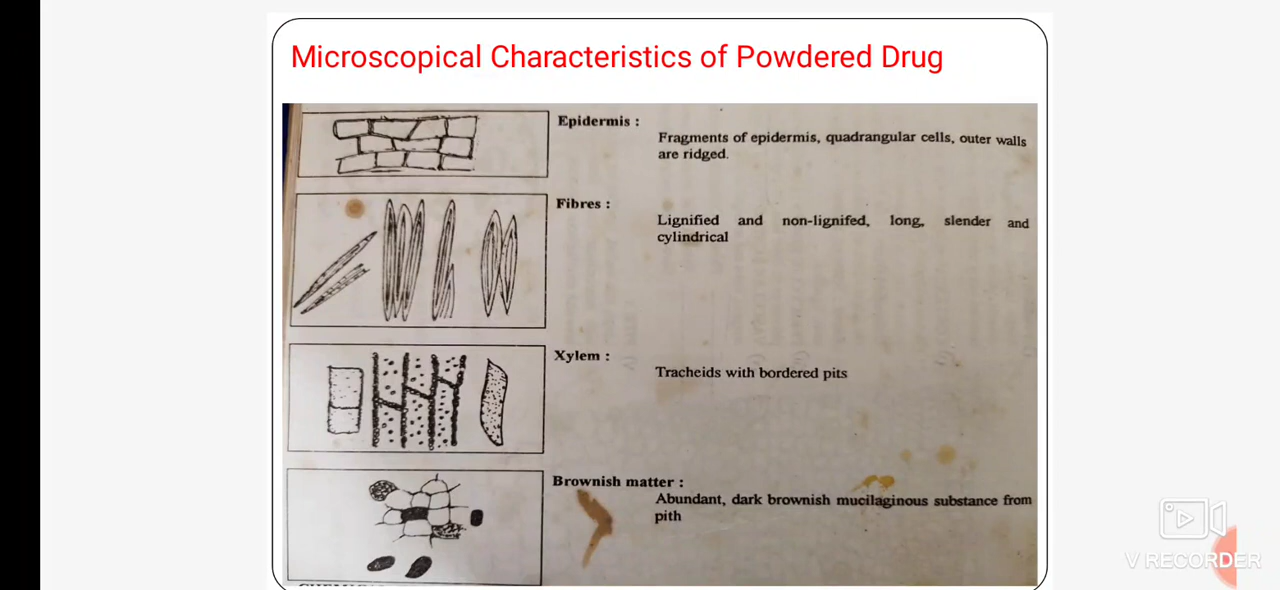 Microscopical Characteristics of Powdered Drug
Epidermis :
Fragments of epidermis, quadrangular cells, outer walls
are ridged.
Fibres :
Lignified and non-lignifed, long, slender and
cylindrical
Xylem :
Tracheids with bordered pits
Brownish matter :
Abundant, dark brownish mucilaginous substance from
pith
V RECORDER